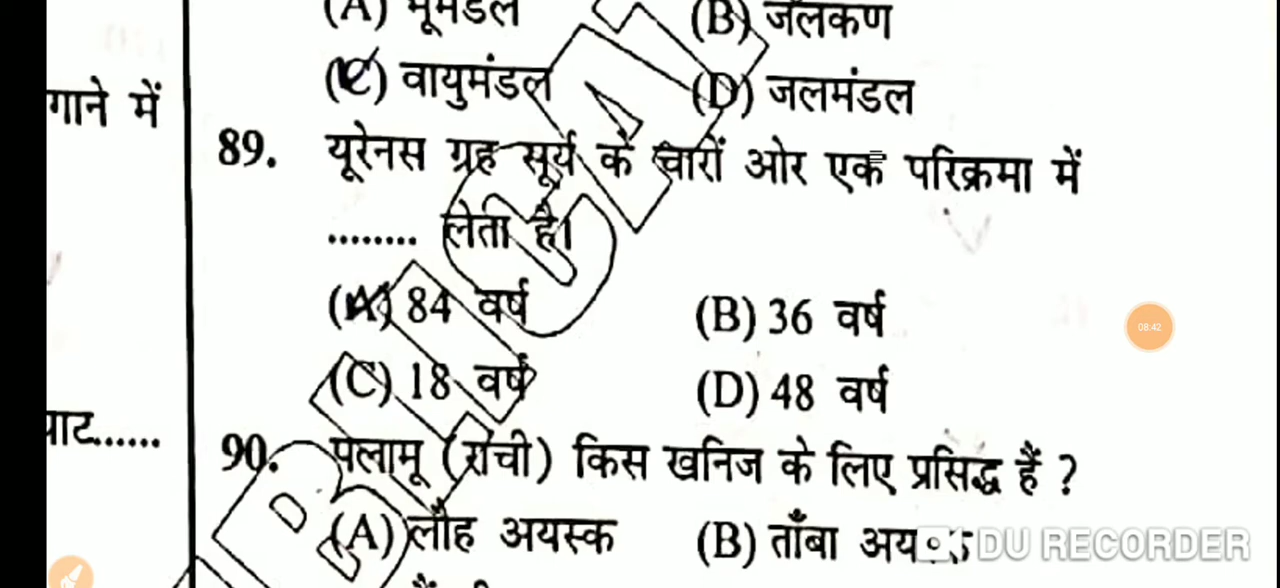 (A) भूमंडल (B) जलकण
(C) वायुमंडल (D) जलमंडल
गाने में
89. यूरेनस ग्रह सूर्य के चारों ओर एक परिक्रमा में
........ लेता है।
(A) 84 वर्ष (B) 36 वर्ष
08:42
(C) 18 वर्ष (D) 48 वर्ष
......
90. पलामू (रांची) किस खनिज के लिए प्रसिद्ध हैं ?
(A) लौह अयस्क (B) ताँबा
DU RECORDER